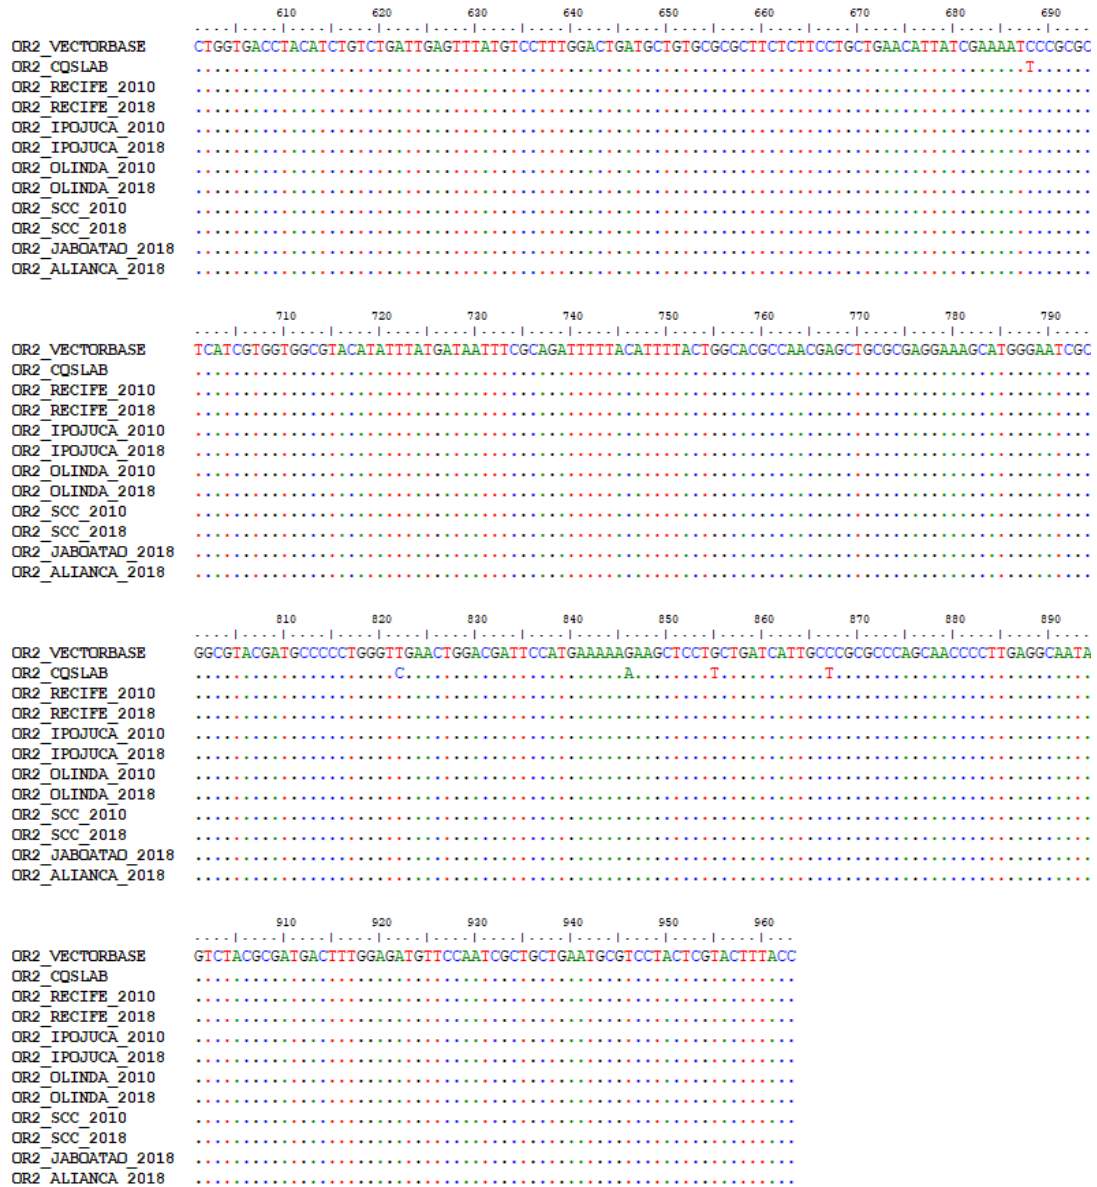 610 620 630 640 650 660 670 680 690
....|....|....|....|....|....|....|....|....|....|....|....|....|....|....|....|....|....|....
OR2_VECTORBASE CTGGTGACCTACATCTGTCTGATTGAGTTTATGTCCTTTGGACTGATGCTGTGCGCGCTTCTCTTCCTGCTGAACATTATCGAAAATCCCGCGC
OR2_CQSLAB .......................................................................................T......
OR2_RECIFE_2010 ..............................................................................................
OR2_RECIFE_2018 ..............................................................................................
OR2_IPOJUCA_2010 ..............................................................................................
OR2_IPOJUCA_2018 ..............................................................................................
OR2_OLINDA_2010 ..............................................................................................
OR2_OLINDA_2018 ..............................................................................................
OR2_SCC_2010 ..............................................................................................
OR2_SCC_2018 ..............................................................................................
OR2_JABOATAO_2018 ..............................................................................................
OR2_ALIANCA_2018 ..............................................................................................
710 720 730 740 750 760 770 780 790
....|....|....|....|....|....|....|....|....|....|....|....|....|....|....|....|....|....|....
OR2_VECTORBASE TCATCGTGGTGGCGTACATATTTATGATAATTTCGCAGATTTTTACATTTTACTGGCACGCCAACGAGCTGCGCGAGGAAAGCATGGGAATCGC
OR2_CQSLAB ..............................................................................................
OR2_RECIFE_2010 ..............................................................................................
OR2_RECIFE_2018 ..............................................................................................
OR2_IPOJUCA_2010 ..............................................................................................
OR2_IPOJUCA_2018 ..............................................................................................
OR2_OLINDA_2010 ..............................................................................................
OR2_OLINDA_2018 ..............................................................................................
OR2_SCC_2010 ..............................................................................................
OR2_SCC_2018 ..............................................................................................
OR2_JABOATAO_2018 ..............................................................................................
OR2_ALIANCA_2018 ..............................................................................................
810 820 830 840 850 860 870 880 890
....|....|....|....|....|....|....|....|....|....|....|....|....|....|....|....|....|....|....
OR2_VECTORBASE GGCGTACGATGCCCCCTGGGTTGAACTGGACGATTCCATGAAAAAGAAGCTCCTGCTGATCATTGCCCGCGCCCAGCAACCCCTTGAGGCAATA
OR2_CQSLAB .....................C.......................A........T...........T...........................
OR2_RECIFE_2010 ..............................................................................................
OR2_RECIFE_2018 ..............................................................................................
OR2_IPOJUCA_2010 ..............................................................................................
OR2_IPOJUCA_2018 ..............................................................................................
OR2_OLINDA_2010 ..............................................................................................
OR2_OLINDA_2018 ..............................................................................................
OR2_SCC_2010 ..............................................................................................
OR2_SCC_2018 ..............................................................................................
OR2_JABOATAO_2018 ..............................................................................................
OR2_ALIANCA_2018 ..............................................................................................
910 920 930 940 950 960
....|....|....|....|....|....|....|....|....|....|....|....|...
OR2_VECTORBASE GTCTACGCGATGACTTTGGAGATGTTCCAATCGCTGCTGAATGCGTCCTACTCGTACTTTACC
OR2_CQSLAB ...............................................................
OR2_RECIFE_2010 ...............................................................
OR2_RECIFE_2018 ...............................................................
OR2_IPOJUCA_2010 ...............................................................
OR2_IPOJUCA_2018 ...............................................................
OR2_OLINDA_2010 ...............................................................
OR2_OLINDA_2018 ...............................................................
OR2_SCC_2010 ...............................................................
OR2_SCC_2018 ...............................................................
OR2_JABOATAO_2018 ...............................................................
OR2_ALIANCA_2018 ...............................................................